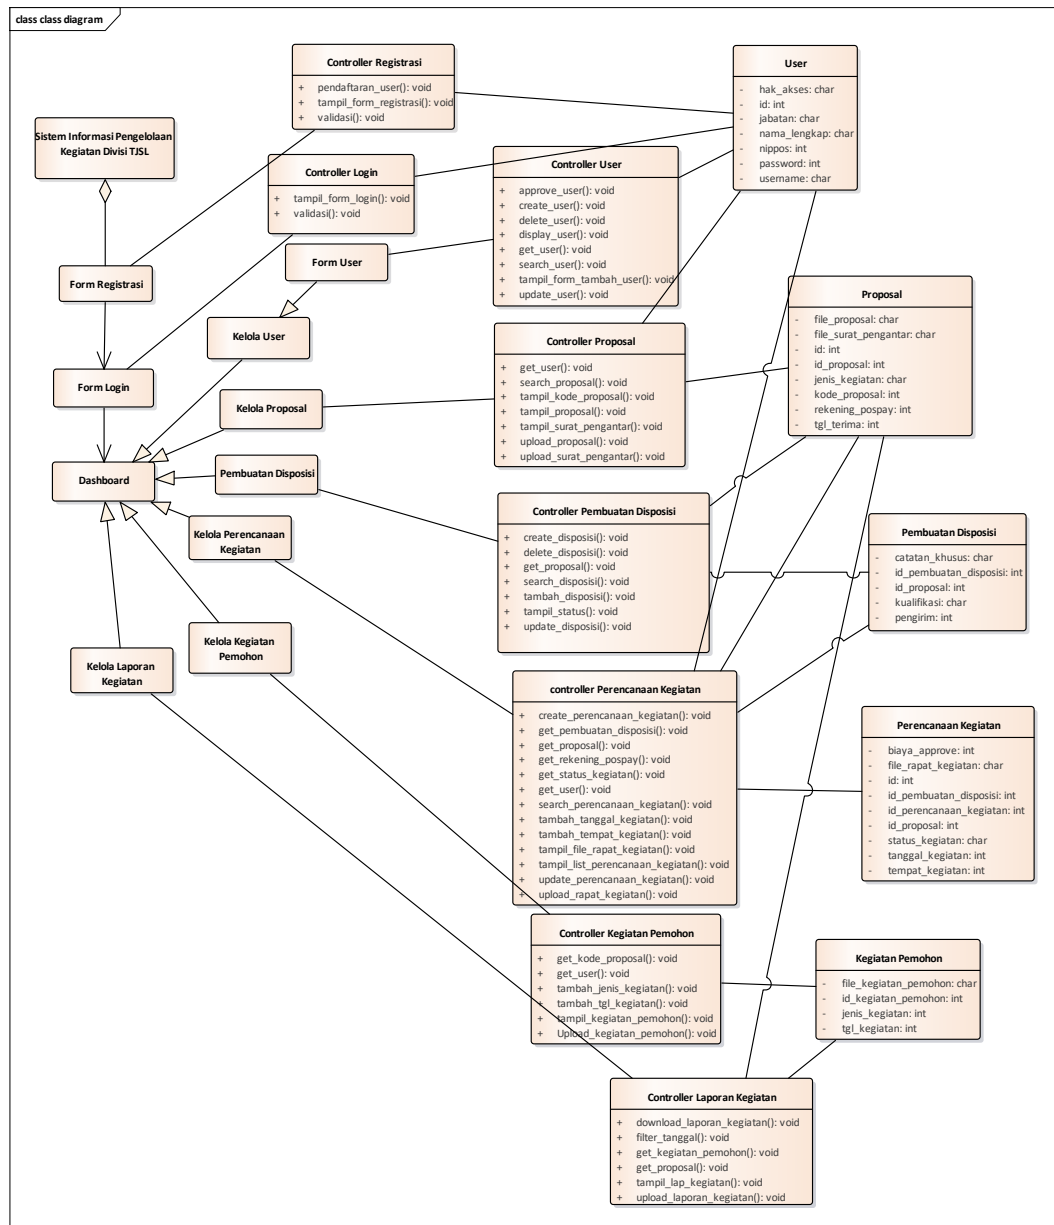 class class diagram
Controller Registrasi
+ pendaftaran_user(): void
+ tampil_form_registrasi(): void
+ validasi(): void
User
- hak_akses: char
- id: int
- jabatan: char
- nama_lengkap: char
- nippos: int
- password: int
- username: char
Sistem Informasi Pengelolaan
Kegiatan Divisi TJSL
Controller Login
+ tampil_form_login(): void
+ validasi(): void
Controller User
+ approve_user(): void
+ create_user(): void
+ delete_user(): void
+ display_user(): void
+ get_user(): void
+ search_user(): void
+ tampil_form_tambah_user(): void
+ update_user(): void
Form User
Form Registrasi
Proposal
- file_proposal: char
- file_surat_pengantar: char
- id: int
- id_proposal: int
- jenis_kegiatan: char
- kode_proposal: int
- rekening_pospay: int
- tgl_terima: int
Kelola User
Controller Proposal
+ get_user(): void
+ search_proposal(): void
+ tampil_kode_proposal(): void
+ tampil_proposal(): void
+ tampil_surat_pengantar(): void
+ upload_proposal(): void
+ upload_surat_pengantar(): void
Form Login
Kelola Proposal
Dashboard
Pembuatan Disposisi
Controller Pembuatan Disposisi
+ create_disposisi(): void
+ delete_disposisi(): void
+ get_proposal(): void
+ search_disposisi(): void
+ tambah_disposisi(): void
+ tampil_status(): void
+ update_disposisi(): void
Pembuatan Disposisi
- catatan_khusus: char
- id_pembuatan_disposisi: int
- id_proposal: int
- kualifikasi: char
- pengirim: int
Kelola Perencanaan
Kegiatan
Kelola Kegiatan
Pemohon
Kelola Laporan
Kegiatan
controller Perencanaan Kegiatan
+ create_perencanaan_kegiatan(): void
+ get_pembuatan_disposisi(): void
+ get_proposal(): void
+ get_rekening_pospay(): void
+ get_status_kegiatan(): void
+ get_user(): void
+ search_perencanaan_kegiatan(): void
+ tambah_tanggal_kegiatan(): void
+ tambah_tempat_kegiatan(): void
+ tampil_file_rapat_kegiatan(): void
+ tampil_list_perencanaan_kegiatan(): void
+ update_perencanaan_kegiatan(): void
+ upload_rapat_kegiatan(): void
Perencanaan Kegiatan
- biaya_approve: int
- file_rapat_kegiatan: char
- id: int
- id_pembuatan_disposisi: int
- id_perencanaan_kegiatan: int
- id_proposal: int
- status_kegiatan: char
- tanggal_kegiatan: int
- tempat_kegiatan: int
Controller Kegiatan Pemohon
+ get_kode_proposal(): void
+ get_user(): void
+ tambah_jenis_kegiatan(): void
+ tambah_tgl_kegiatan(): void
+ tampil_kegiatan_pemohon(): void
+ Upload_kegiatan_pemohon(): void
Kegiatan Pemohon
- file_kegiatan_pemohon: char
- id_kegiatan_pemohon: int
- jenis_kegiatan: int
- tgl_kegiatan: int
Controller Laporan Kegiatan
+ download_laporan_kegiatan(): void
+ filter_tanggal(): void
+ get_kegiatan_pemohon(): void
+ get_proposal(): void
+ tampil_lap_kegiatan(): void
+ upload_laporan_kegiatan(): void